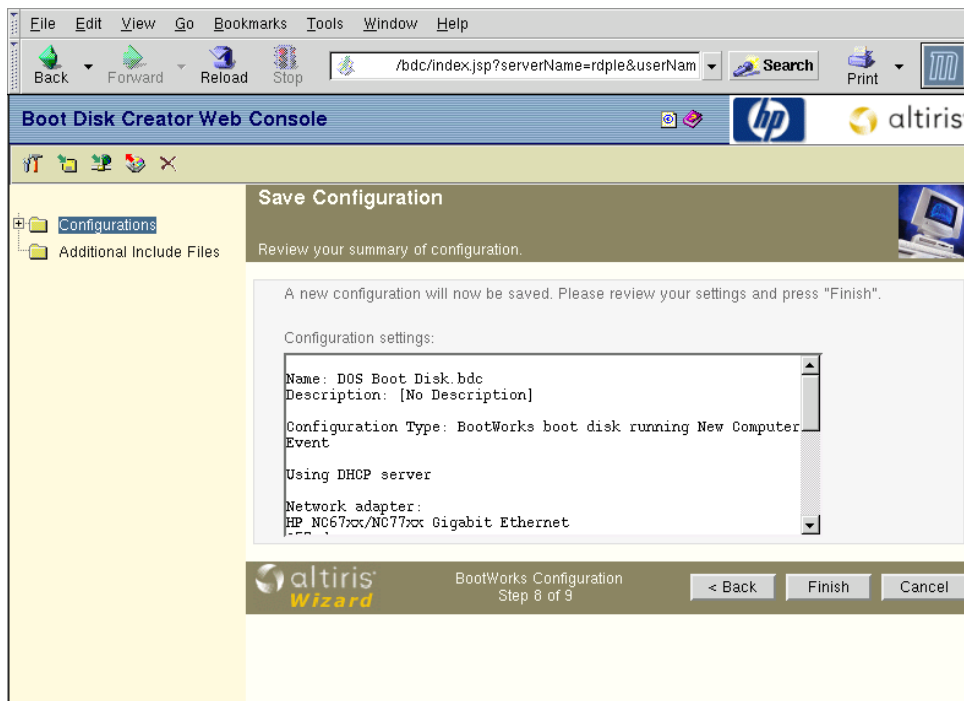 File Edit View Go Bookmarks Tools Window Help
Back Forward Reload Stop /bdc/index.jsp?serverName=rdple&userNam Search Print
Boot Disk Creator Web Console
hp altiris
Configurations
Additional Include Files
Save Configuration
Review your summary of configuration.
A new configuration will now be saved. Please review your settings and press "Finish".
Configuration settings:
Name: DOS Boot Disk.bdc
Description: [No Description]
Configuration Type: BootWorks boot disk running New Computer
Event
Using DHCP server
Network adapter:
HP NC67xx/NC77xx Gigabit Ethernet
altiris
Wizard
BootWorks Configuration
Step 8 of 9
< Back Finish Cancel